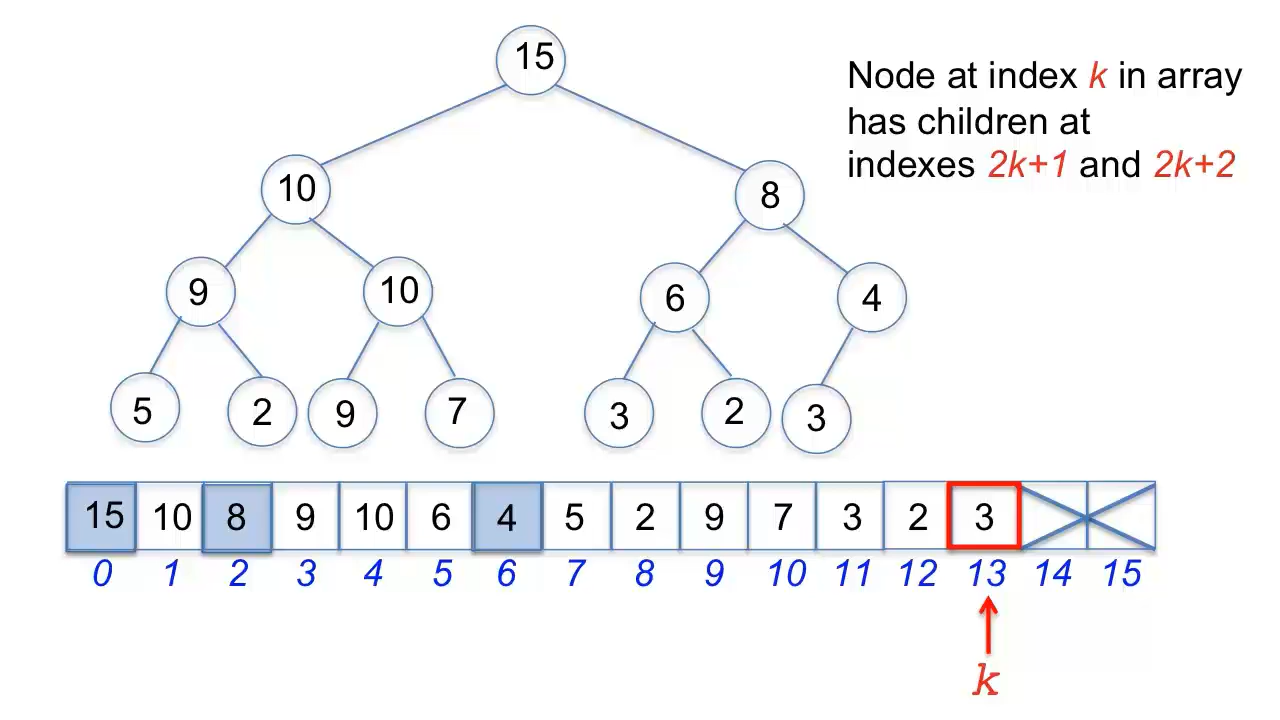 15
Node at index k in array
has children at
indexes 2k+1 and 2k+2
10
8
9
10
6
4
5
2
9
7
3
2
3
15 10 8 9 10 6 4 5 2 9 7 3 2 3
0 1 2 3 4 5 6 7 8 9 10 11 12 13 14 15
k